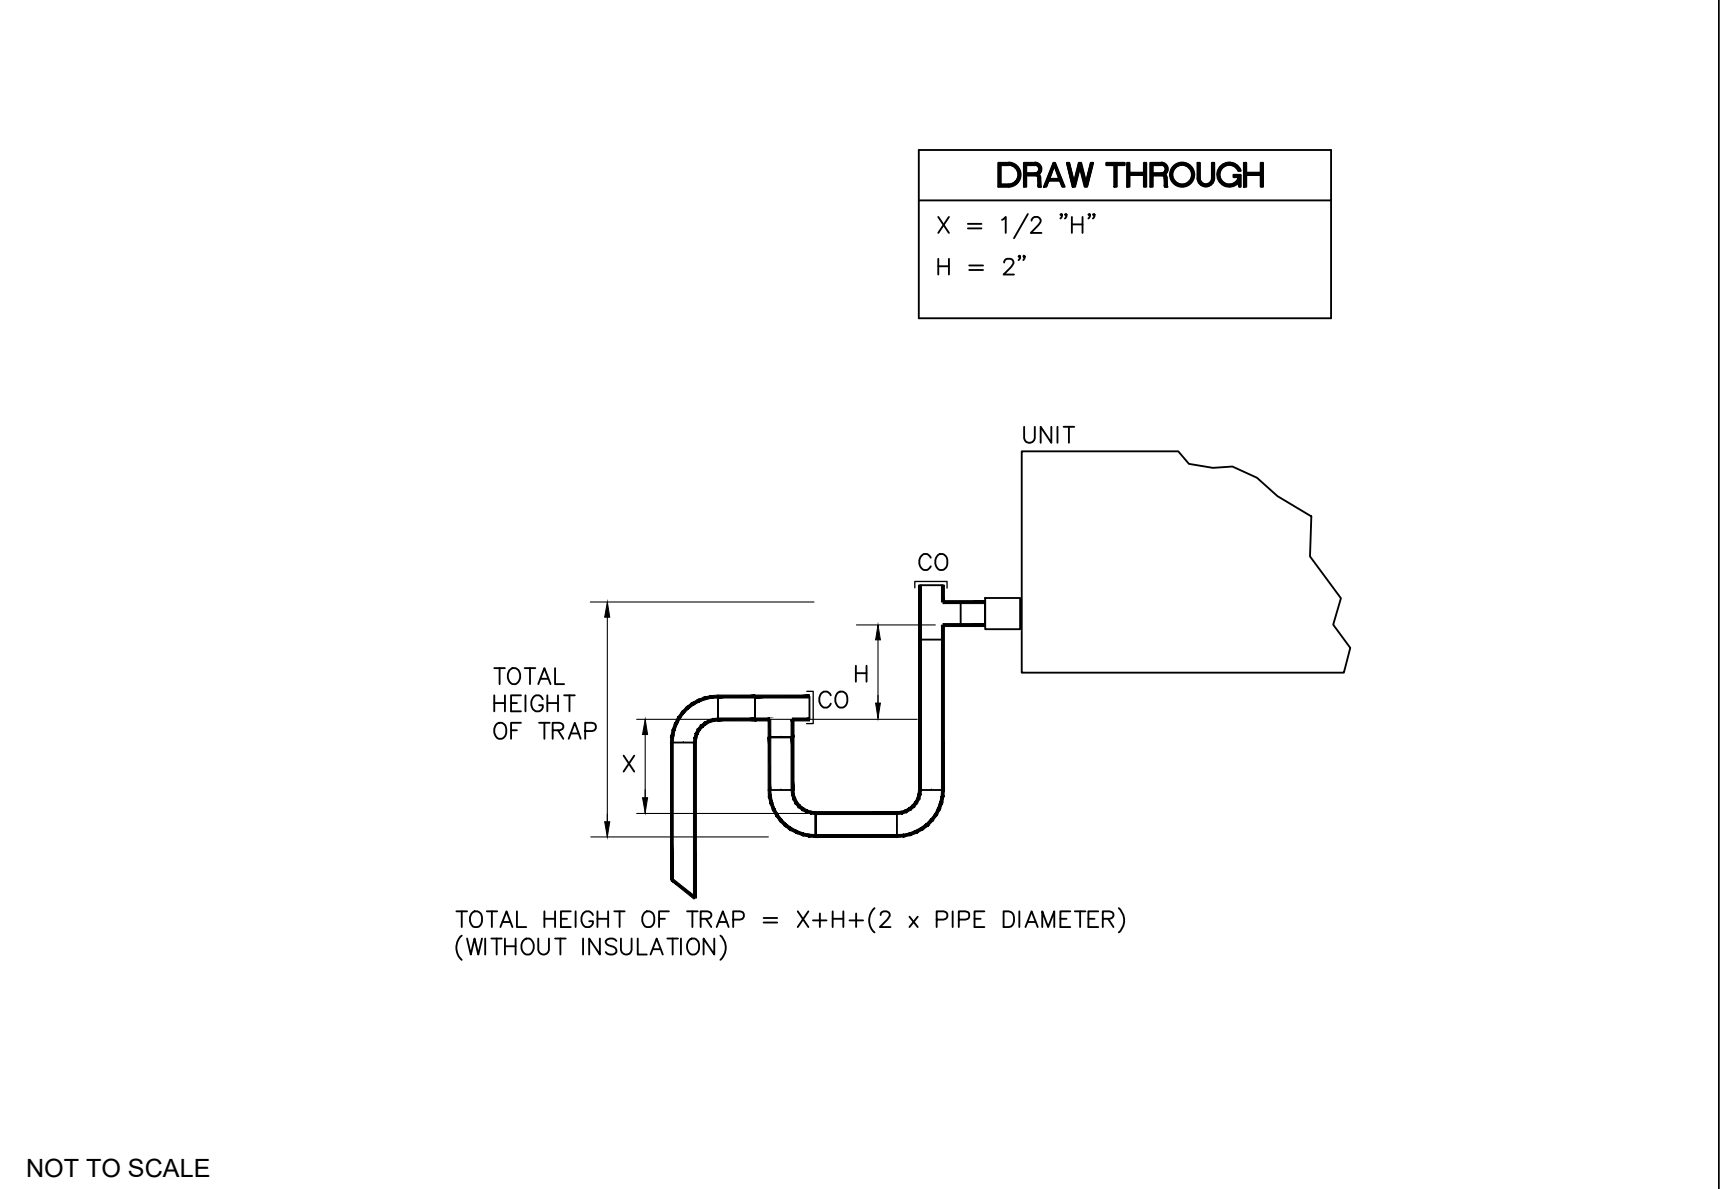 DRAW THROUGH
X = 1/2 "H"
H = 2"
UNIT
CO
H
TOTAL
HEIGHT
OF TRAP
CO
X
TOTAL HEIGHT OF TRAP = X+H+(2 x PIPE DIAMETER)
(WITHOUT INSULATION)
NOT TO SCALE